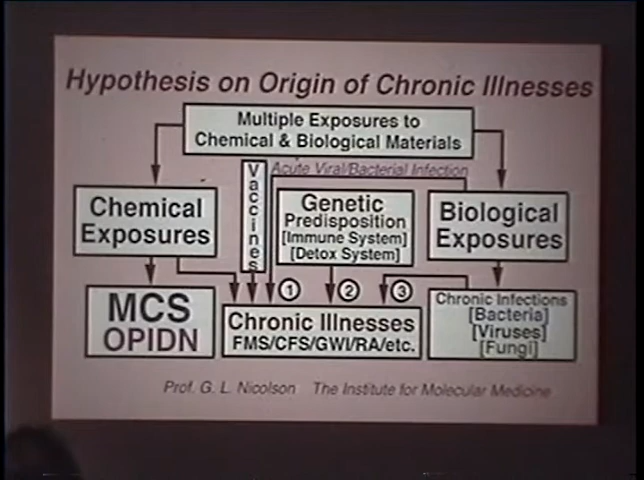 Hypothesis on Origin of Chronic Illnesses
Multiple Exposures to
Chemical & Biological Materials
Acute Viral/Bacterial Infection
Vaccines
Chemical
Exposures
Genetic
Predisposition
[Immune System]
[Detox System]
Biological
Exposures
1
2
3
MCS
OPIDN
Chronic Illnesses
FMS/CFS/GWI/RA/etc.
Chronic Infections
[Bacteria]
[Viruses]
[Fungi]
Prof. G. L. Nicolson The Institute for Molecular Medicine